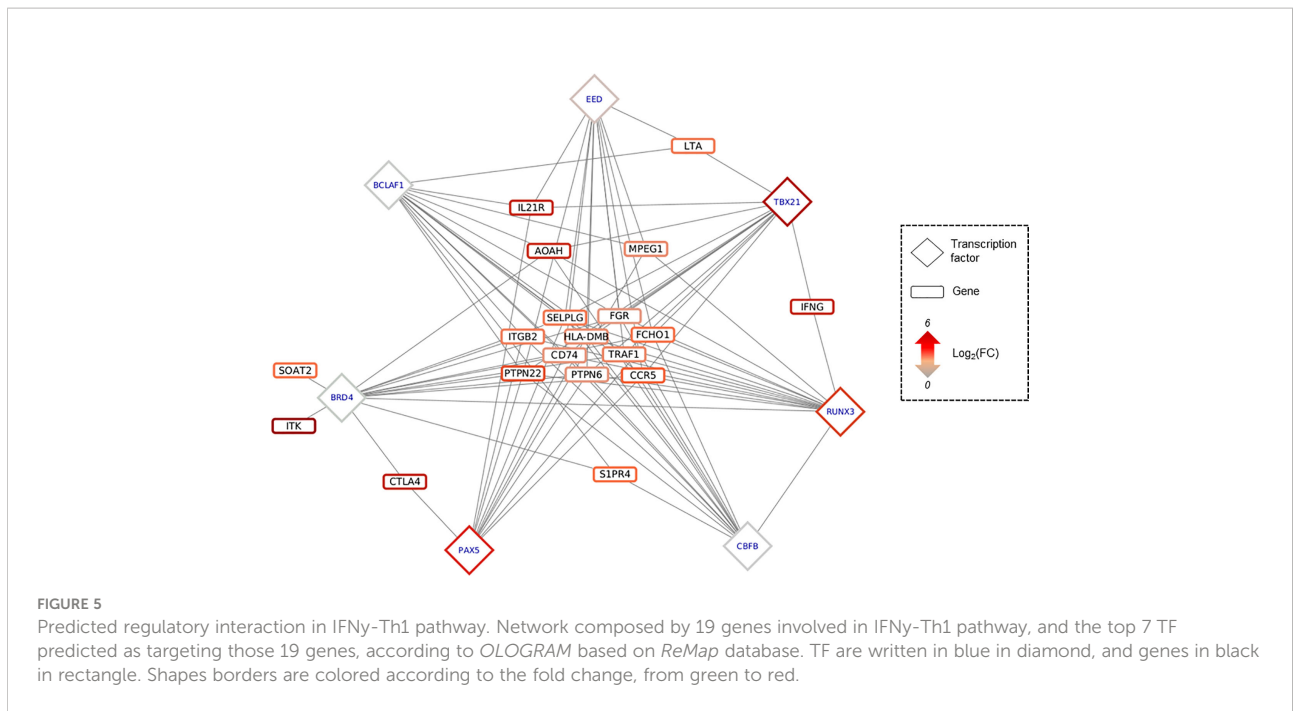 EED
LTA
BCLAF1
TBX21
IL21R
AOAH
MPEG1
IFNG
SELPLG
FGR
ITGB2
HLA-DMB
FCHO1
CD74
TRAF1
PTPN22
PTPN6
CCR5
SOAT2
BRD4
ITK
RUNX3
CTLA4
S1PR4
PAX5
CBFB
Transcription
factor
Gene
6
Log2(FC)
0
FIGURE 5
Predicted regulatory interaction in IFNy-Th1 pathway. Network composed by 19 genes involved in IFNy-Th1 pathway, and the top 7 TF
predicted as targeting those 19 genes, according to OLOGRAM based on ReMap database. TF are written in blue in diamond, and genes in black
in rectangle. Shapes borders are colored according to the fold change, from green to red.